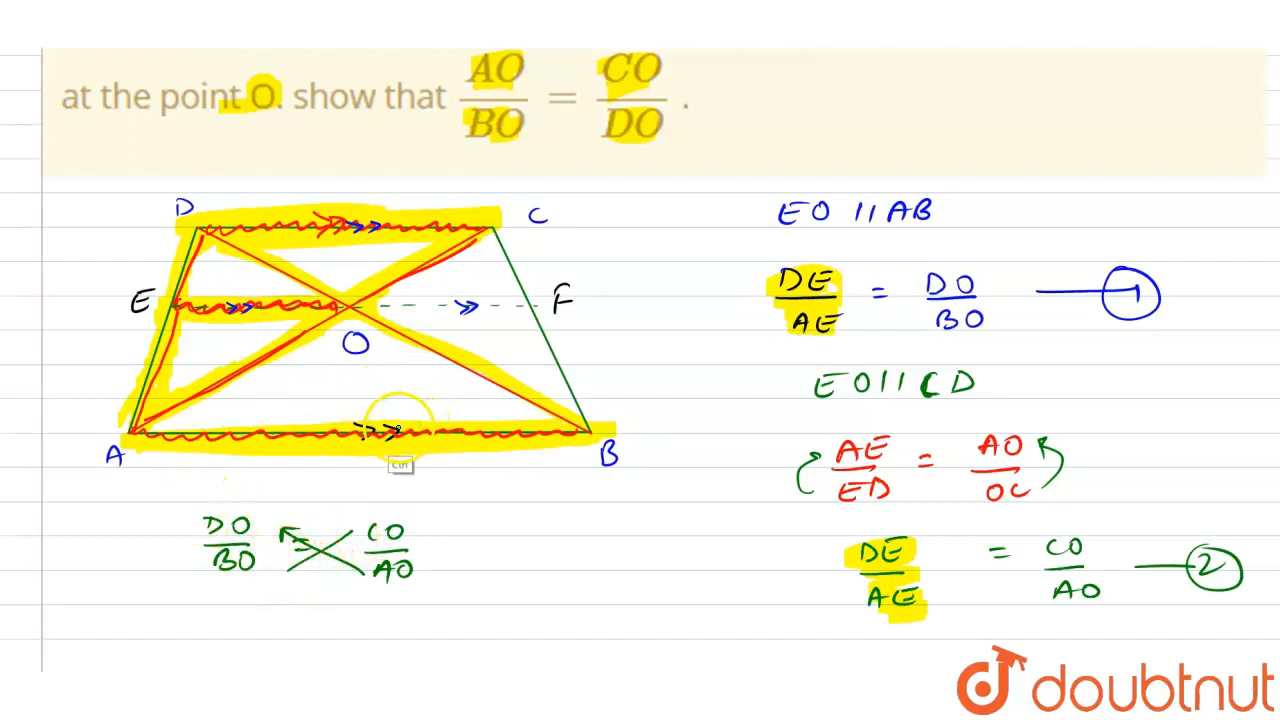 at the point O. show that AO/BO = CO/DO .
D
C
E
F
O
A
B
Ctrl
DO/BO = CO/AO
EO || AB
DE/AE = DO/BO — 1
EO || CD
AE/ED = AO/OC
DE/AE = CO/AO — 2
doubtnut